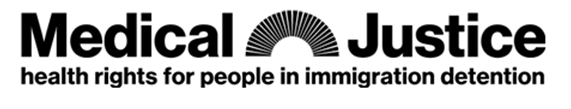 Medical Justice
health rights for people in immigration detention